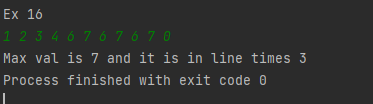 Ex 16
1 2 3 4 6 7 6 7 6 7 0
Max val is 7 and it is in line times 3
Process finished with exit code 0